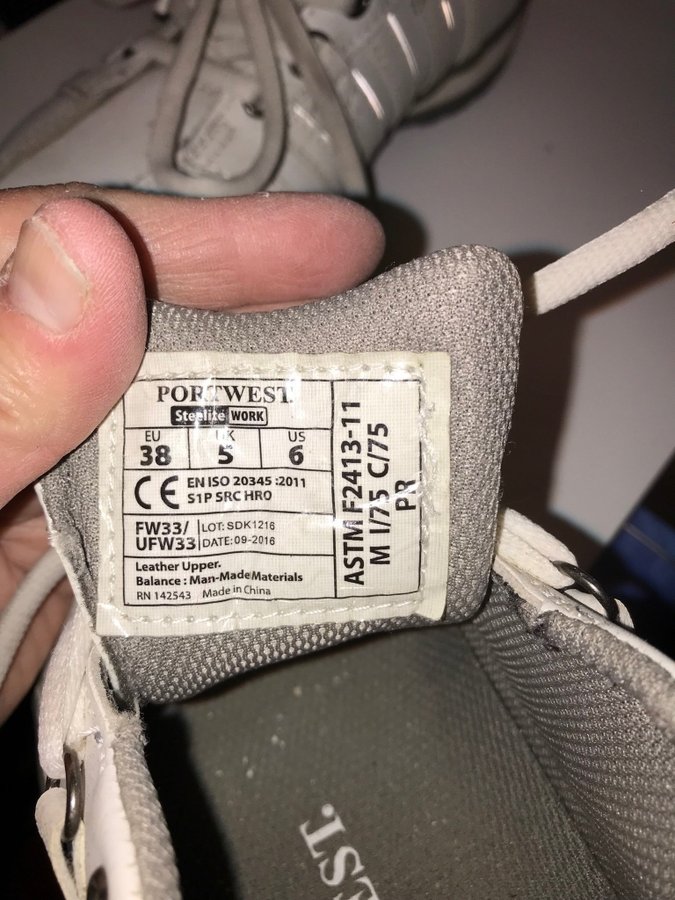 PORTWEST
Steelite WORK
EU UK US
38 5 6
CE EN ISO 20345:2011
S1P SRC HRO
FW33/ LOT: SDK1216
UFW33 DATE: 09-2016
Leather Upper.
Balance : Man-Made Materials
RN 142543 Made in China
ASTM F2413-11
M I/75 C/75
PR